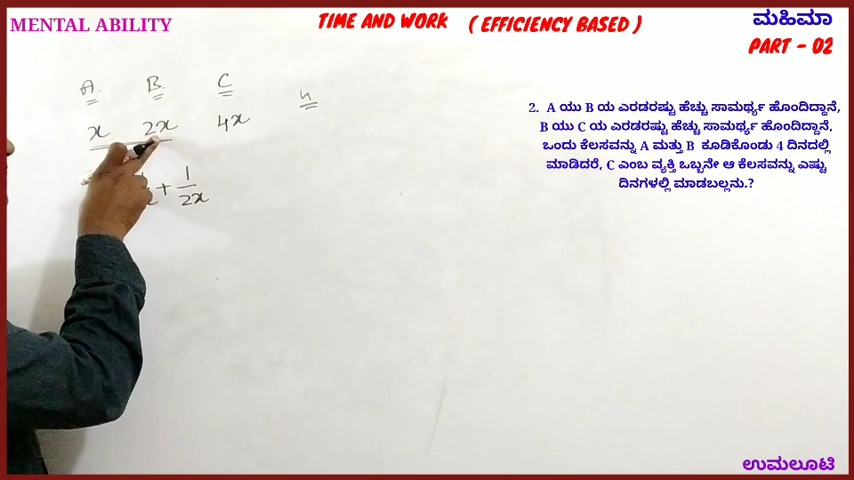 MENTAL ABILITY
TIME AND WORK ( EFFICIENCY BASED )
ಮಹಿಮಾ
PART - 02
A. B. C 4
x 2x 4x
+ 1/2x
2. A ಯು B ಯ ಎರಡರಷ್ಟು ಹೆಚ್ಚು ಸಾಮರ್ಥ್ಯ ಹೊಂದಿದ್ದಾನೆ,
B ಯು C ಯ ಎರಡರಷ್ಟು ಹೆಚ್ಚು ಸಾಮರ್ಥ್ಯ ಹೊಂದಿದ್ದಾನೆ,
ಒಂದು ಕೆಲಸವನ್ನು A ಮತ್ತು B ಕೂಡಿಕೊಂಡು 4 ದಿನದಲ್ಲಿ
ಮಾಡಿದರೆ, C ಎಂಬ ವ್ಯಕ್ತಿ ಒಬ್ಬನೇ ಆ ಕೆಲಸವನ್ನು ಎಷ್ಟು
ದಿನಗಳಲ್ಲಿ ಮಾಡಬಲ್ಲನು.?
ಉಮಲೂಟಿ